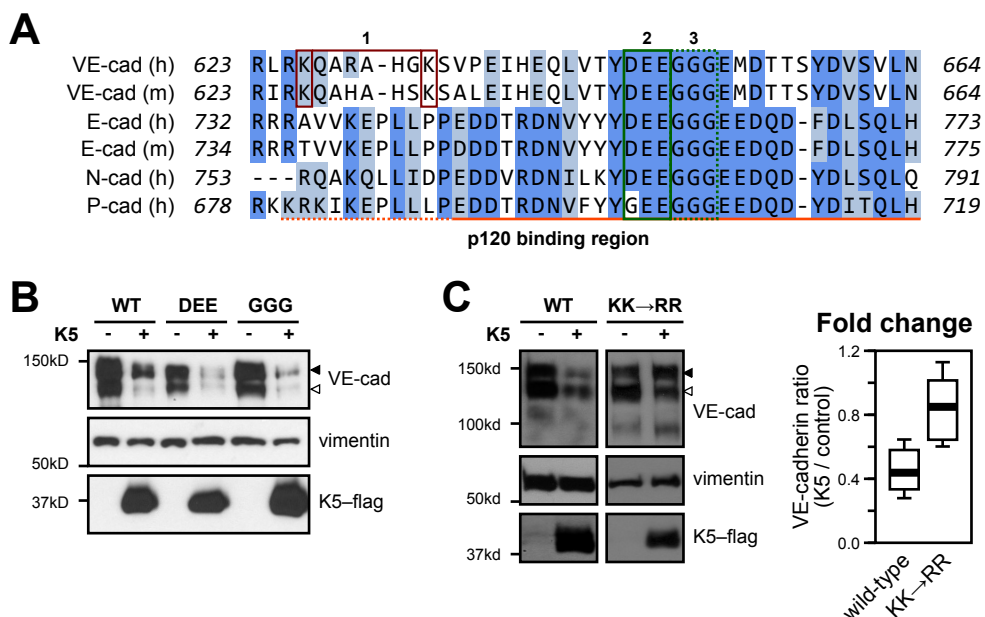 A
1 2 3
VE-cad (h) 623 RLRKQARA-HGKSVPEIHEQLVTYDEEGGGEMDTTSYDVSVLN 664
VE-cad (m) 623 RIRKQAHA-HSKSALEIHEQLVTYDEEGGGEMDTTSYDVSVLN 664
E-cad (h) 732 RRRAVVKEPLLPPEDDTRDNVYYYDEEGGGEEDQD-FDLSQLH 773
E-cad (m) 734 RRRTVVKEPLLPPDDDTRDNVYYYDEEGGGEEDQD-FDLSQLH 775
N-cad (h) 753 ---RQAKQLLIDPEDDVRDNILKYDEEGGGEEDQD-YDLSQLQ 791
P-cad (h) 678 RKKRKIKEPLLLPEDDTRDNVFYYGEEGGGEEDQD-YDITQLH 719
p120 binding region
B
WT DEE GGG
K5 - + - + - +
150kD
VE-cad
vimentin
50kD
37kD
K5–flag
C
WT KK→RR
K5 - + - +
150kD
VE-cad
100kd
vimentin
50kd
K5–flag
37kd
Fold change
VE-cadherin ratio
(K5 / control)
1.2
0.8
0.4
0.0
wild-type
KK→RR